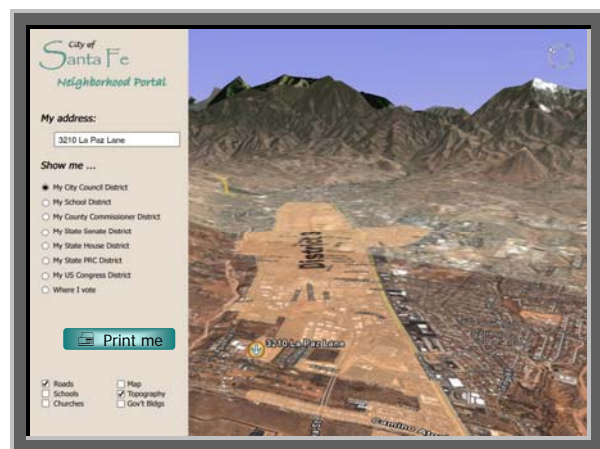 City of
Santa Fe
Neighborhood Portal
My address:
3210 La Paz Lane
Show me ...
My City Council District
My School District
My County Commissioner District
My State Senate District
My State House District
My State PRC District
My US Congress District
Where I vote
Print me
Roads
Schools
Churches
Map
Topography
Gov't Bldgs
District 3
3210 La Paz Lane
Camino